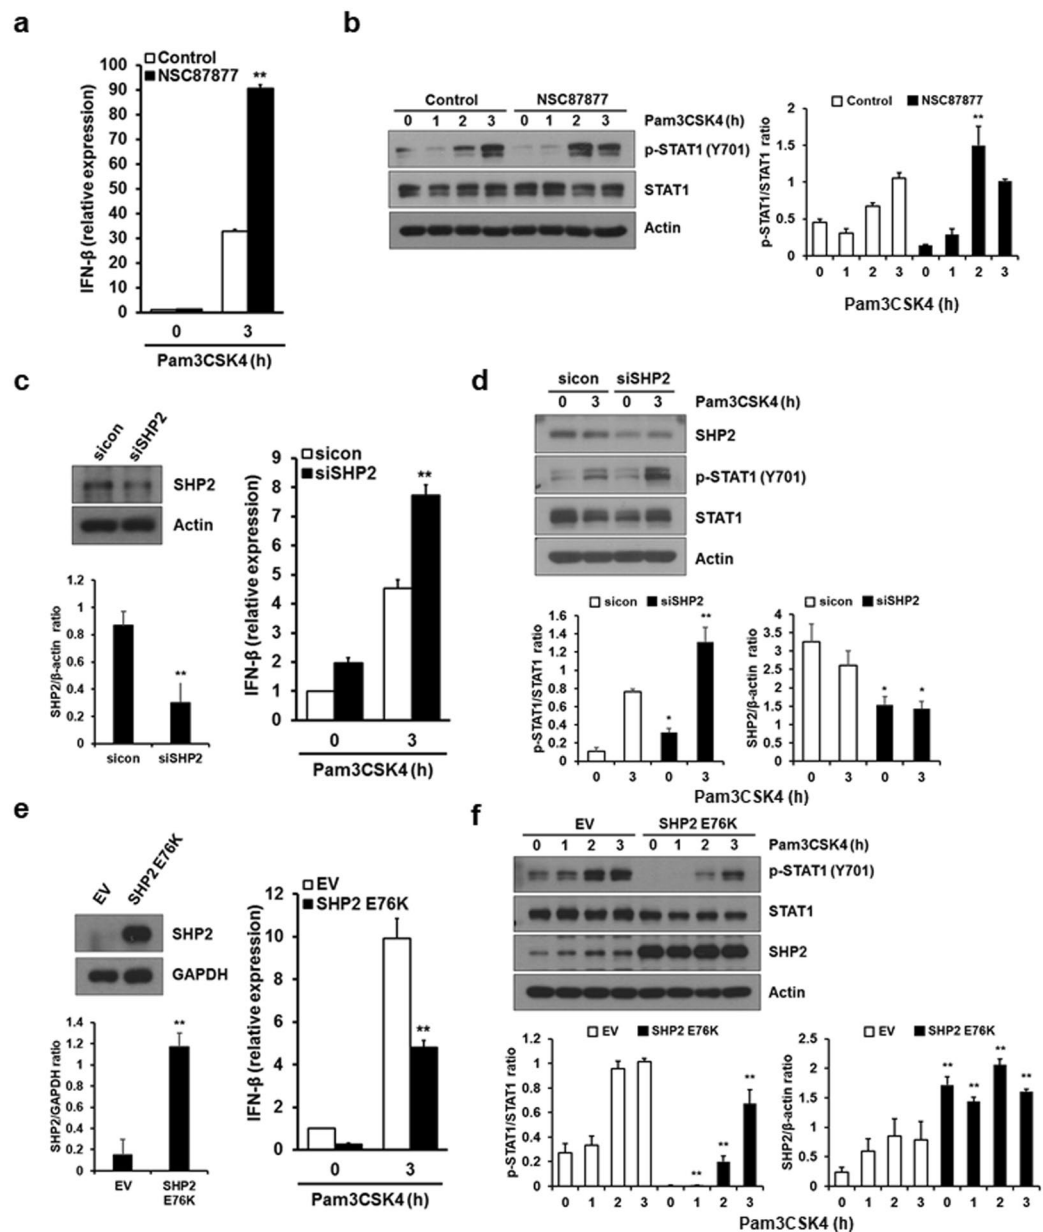 a
Control
NSC87877
**
IFN-β (relative expression)
100
90
80
70
60
50
40
30
20
10
0
0 3
Pam3CSK4 (h)
b
Control NSC87877
0 1 2 3 0 1 2 3 Pam3CSK4 (h)
p-STAT1 (Y701)
STAT1
Actin
Control NSC87877
**
p-STAT1/STAT1 ratio
2
1.5
1
0.5
0
0 1 2 3 0 1 2 3
Pam3CSK4 (h)
c
sicon siSHP2
SHP2
Actin
SHP2/β-actin ratio
1.2
1
0.8
0.6
0.4
0.2
0
**
sicon siSHP2
sicon
siSHP2
**
IFN-β (relative expression)
9
8
7
6
5
4
3
2
1
0
0 3
Pam3CSK4 (h)
d
sicon siSHP2
0 3 0 3 Pam3CSK4 (h)
SHP2
p-STAT1 (Y701)
STAT1
Actin
sicon siSHP2
p-STAT1/STAT1 ratio
1.6
1.4
1.2
1
0.8
0.6
0.4
0.2
0
* **
0 3 0 3
sicon siSHP2
SHP2/β-actin ratio
4
3.5
3
2.5
2
1.5
1
0.5
0
* *
0 3 0 3
Pam3CSK4 (h)
e
EV SHP2 E76K
SHP2
GAPDH
SHP2/GAPDH ratio
1.4
1.2
1
0.8
0.6
0.4
0.2
0
**
EV SHP2
E76K
EV
SHP2 E76K
**
IFN-β (relative expression)
12
10
8
6
4
2
0
0 3
Pam3CSK4 (h)
f
EV SHP2 E76K
0 1 2 3 0 1 2 3 Pam3CSK4 (h)
p-STAT1 (Y701)
STAT1
SHP2
Actin
EV SHP2 E76K
p-STAT1/STAT1 ratio
1.2
1
0.8
0.6
0.4
0.2
0
** ** **
0 1 2 3 0 1 2 3
EV SHP2 E76K
SHP2/β-actin ratio
2.5
2
1.5
1
0.5
0
** ** ** **
0 1 2 3 0 1 2 3
Pam3CSK4 (h)